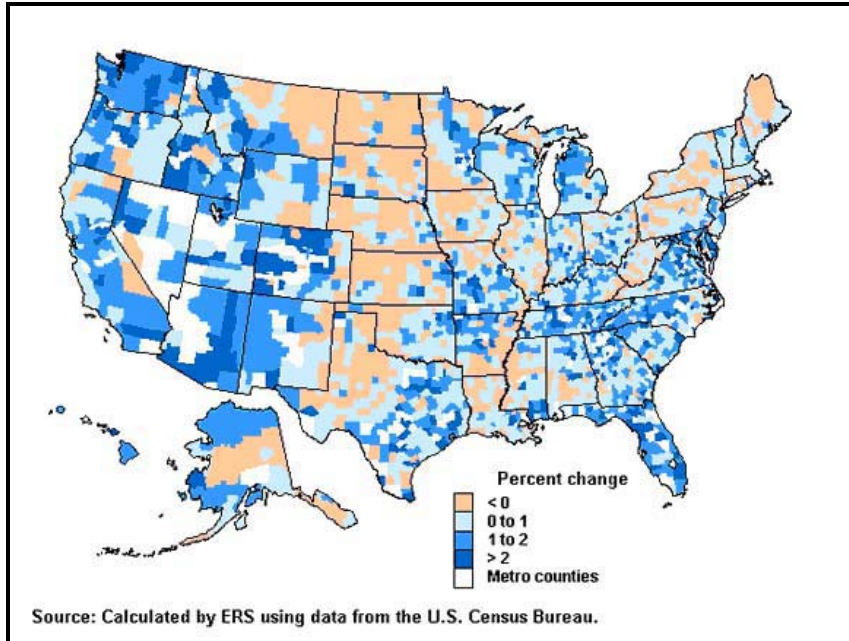 Percent change
< 0
0 to 1
1 to 2
> 2
Metro counties
Source: Calculated by ERS using data from the U.S. Census Bureau.